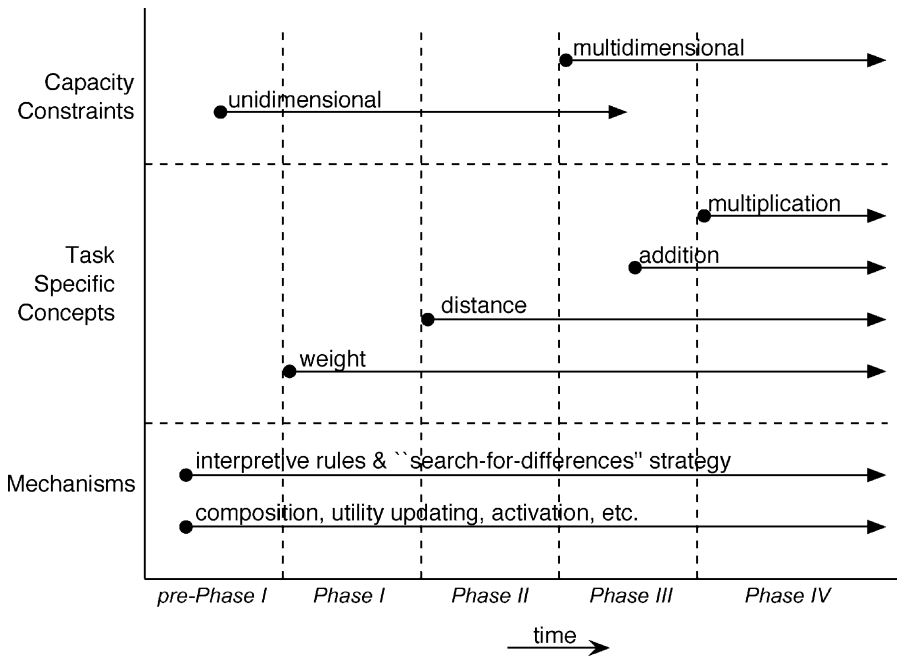 multidimensional
Capacity
Constraints
unidimensional
multiplication
Task
Specific
Concepts
addition
distance
weight
Mechanisms
interpretive rules & ``search-for-differences'' strategy
composition, utility updating, activation, etc.
pre-Phase I Phase I Phase II Phase III Phase IV
time